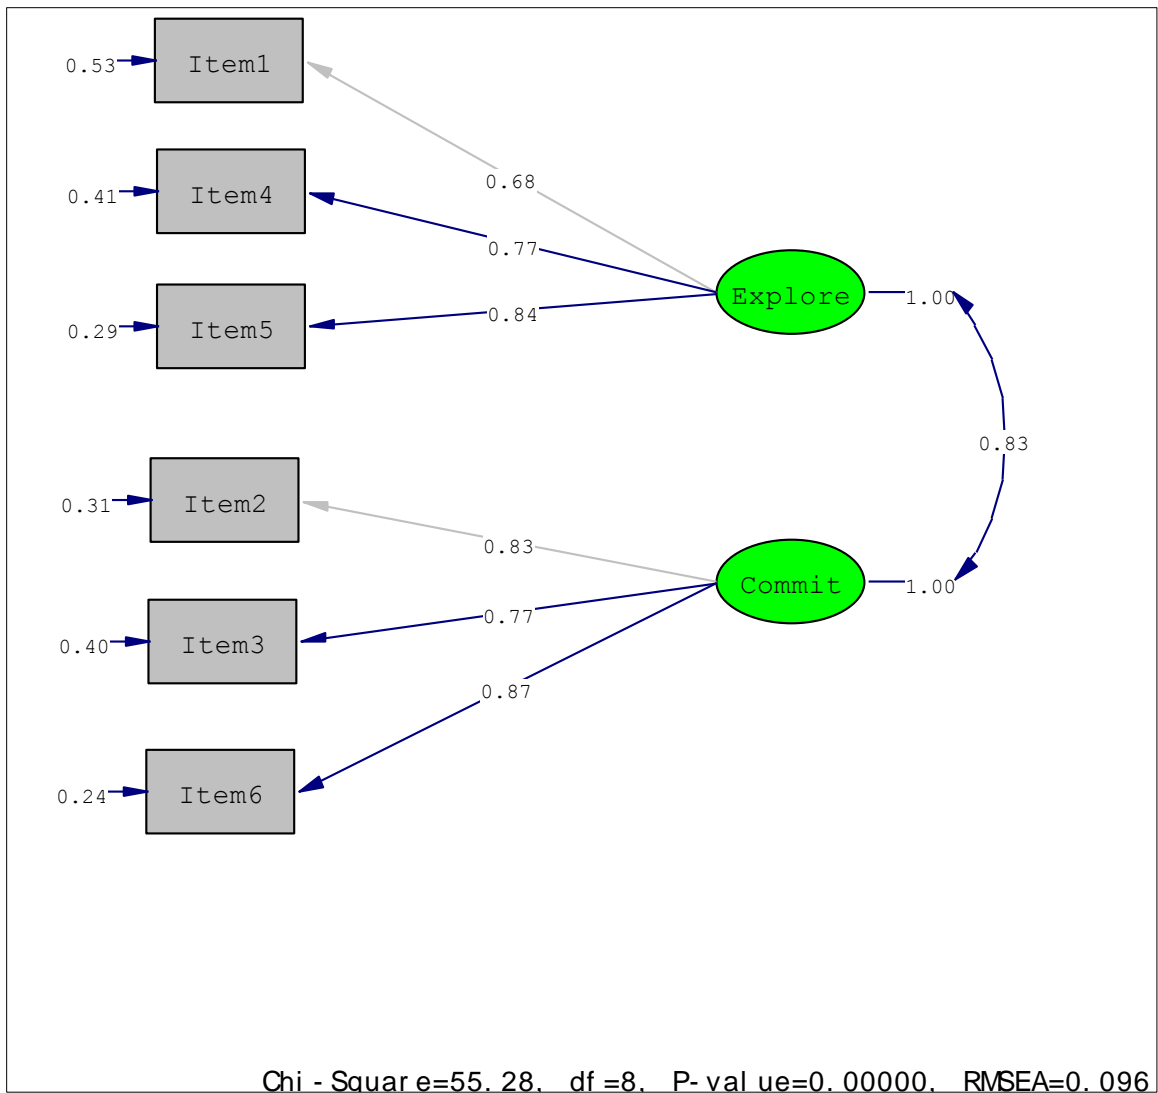 0.53 Item1
0.68
0.41 Item4
0.77
0.29 Item5
0.84
Explore 1.00
0.83
0.31 Item2
0.83
Commit 1.00
0.40 Item3
0.77
0.87
0.24 Item6
Chi-Square=55.28, df=8, P-value=0.00000, RMSEA=0.096